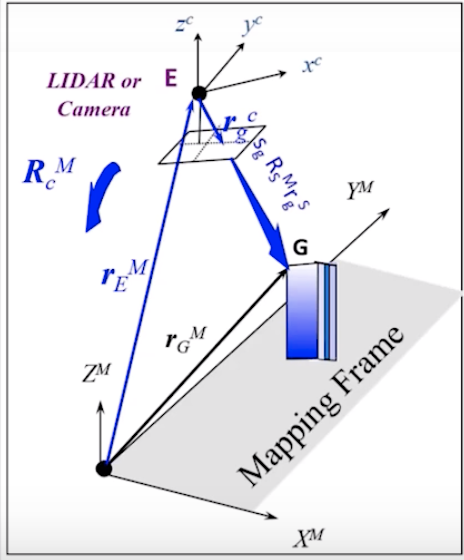 z^c
y^c
x^c
E
LIDAR or
Camera
r_g^c
s_g R_s^M r_g^s
R_c^M
Y^M
G
r_E^M
r_G^M
Z^M
Mapping Frame
X^M